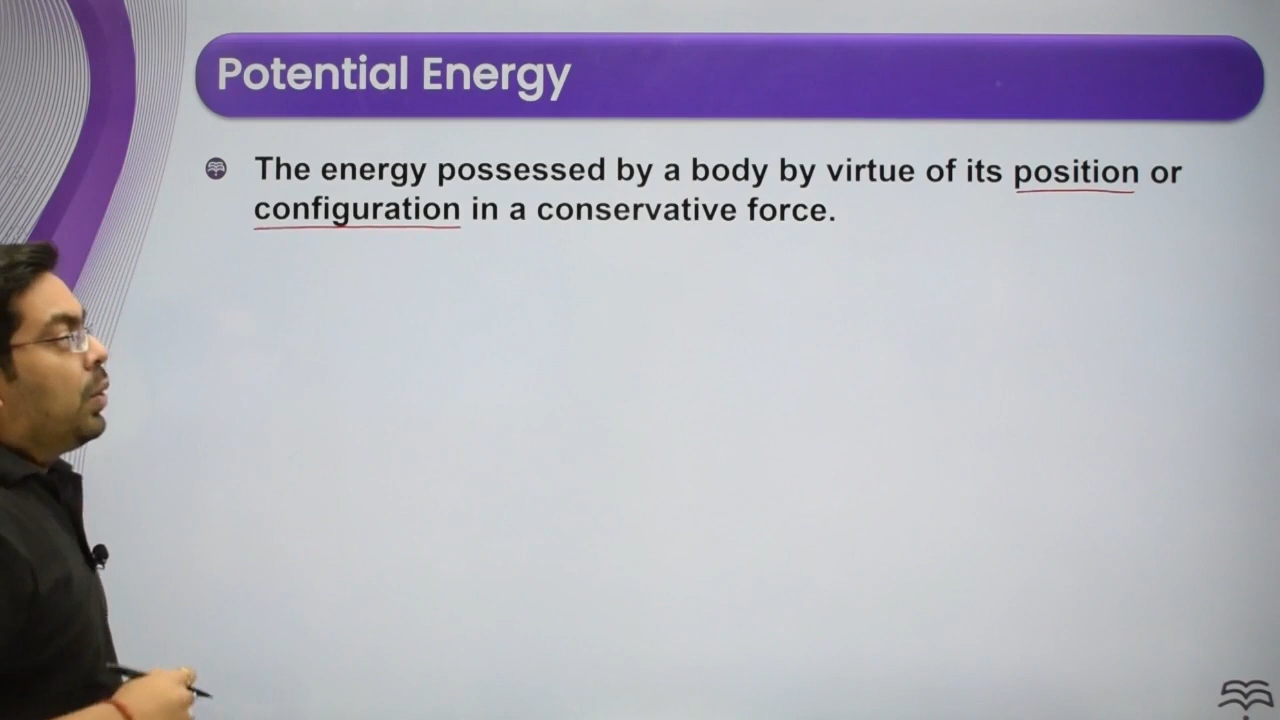 Potential Energy
The energy possessed by a body by virtue of its position or
configuration in a conservative force.